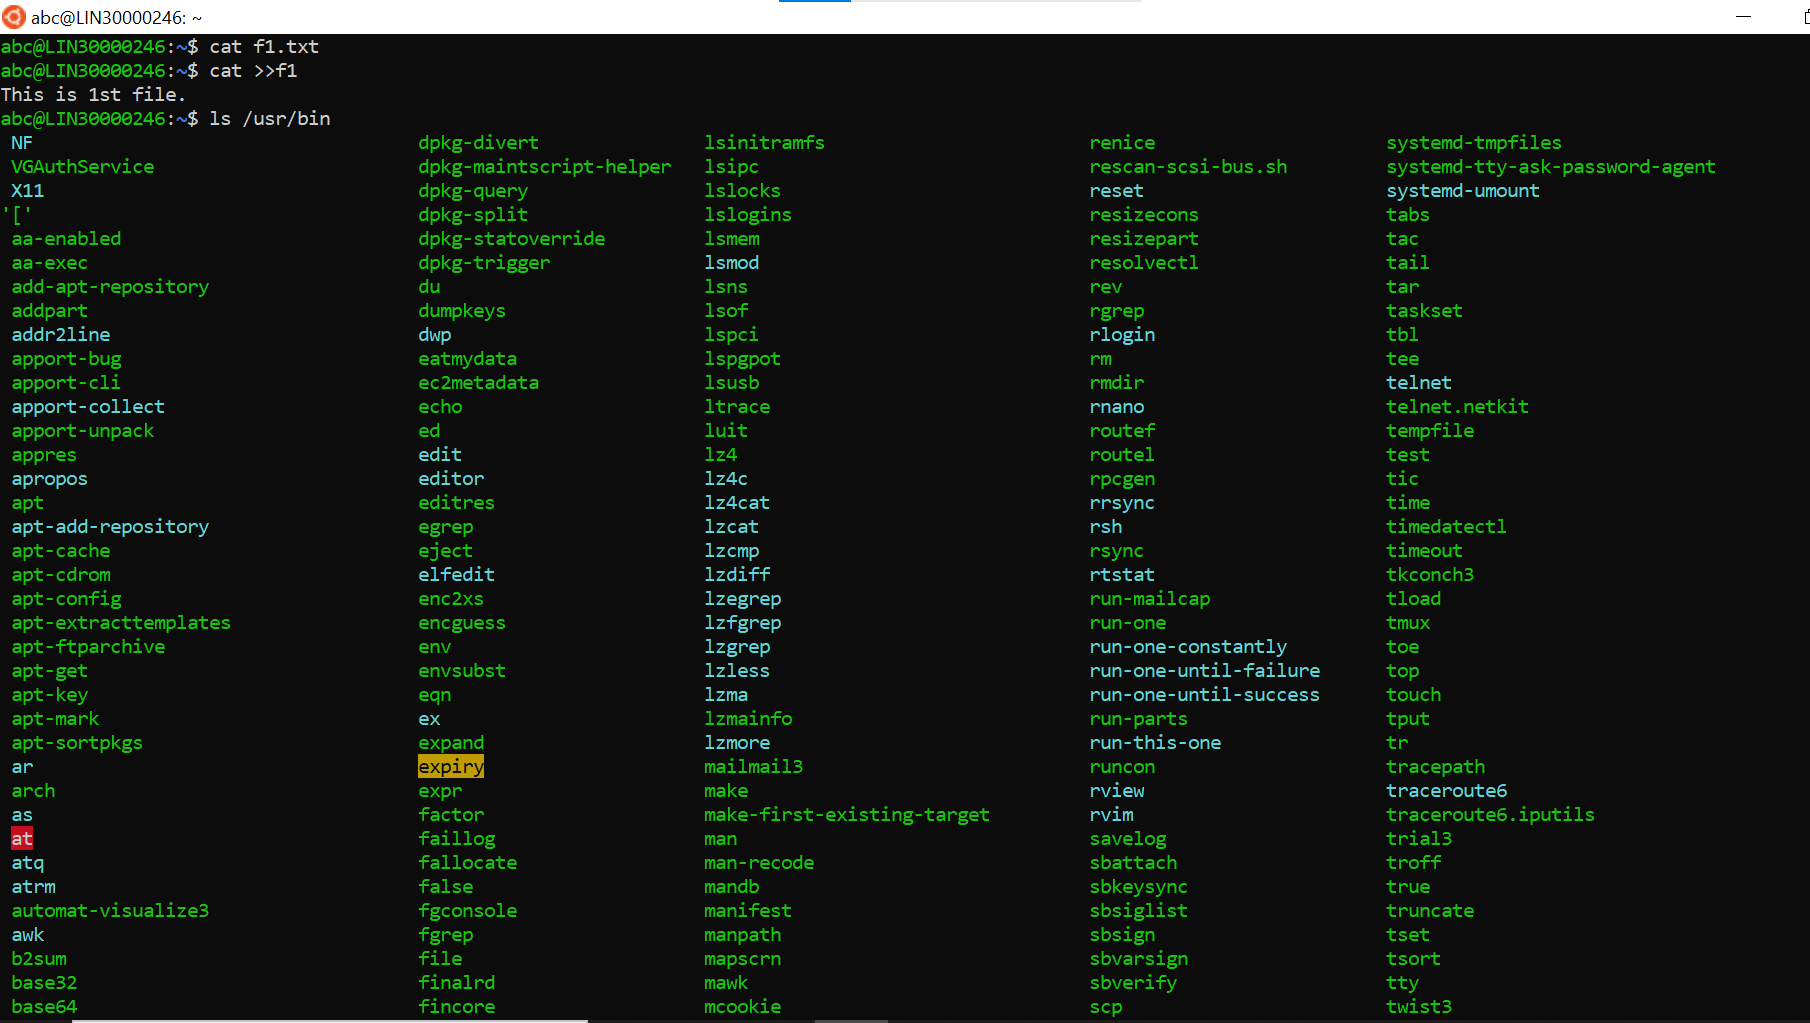 abc@LIN30000246: ~
abc@LIN30000246:~$ cat f1.txt
abc@LIN30000246:~$ cat >>f1
This is 1st file.
abc@LIN30000246:~$ ls /usr/bin
NF dpkg-divert lsinitramfs renice systemd-tmpfiles
VGAuthService dpkg-maintscript-helper lsipc rescan-scsi-bus.sh systemd-tty-ask-password-agent
X11 dpkg-query lslocks reset systemd-umount
'[' dpkg-split lslogins resizecons tabs
aa-enabled dpkg-statoverride lsmem resizepart tac
aa-exec dpkg-trigger lsmod resolvectl tail
add-apt-repository du lsns rev tar
addpart dumpkeys lsof rgrep taskset
addr2line dwp lspci rlogin tbl
apport-bug eatmydata lspgpot rm tee
apport-cli ec2metadata lsusb rmdir telnet
apport-collect echo ltrace rnano telnet.netkit
apport-unpack ed luit routef tempfile
appres edit lz4 routel test
apropos editor lz4c rpcgen tic
apt editres lz4cat rrsync time
apt-add-repository egrep lzcat rsh timedatectl
apt-cache eject lzcmp rsync timeout
apt-cdrom elfedit lzdiff rtstat tkconch3
apt-config enc2xs lzegrep run-mailcap tload
apt-extracttemplates encguess lzfgrep run-one tmux
apt-ftparchive env lzgrep run-one-constantly toe
apt-get envsubst lzless run-one-until-failure top
apt-key eqn lzma run-one-until-success touch
apt-mark ex lzmainfo run-parts tput
apt-sortpkgs expand lzmore run-this-one tr
ar expiry mailmail3 runcon tracepath
arch expr make rview traceroute6
as factor make-first-existing-target rvim traceroute6.iputils
at faillog man savelog trial3
atq fallocate man-recode sbattach troff
atrm false mandb sbkeysync true
automat-visualize3 fgconsole manifest sbsiglist truncate
awk fgrep manpath sbsign tset
b2sum file mapscrn sbvarsign tsort
base32 finalrd mawk sbverify tty
base64 fincore mcookie scp twist3